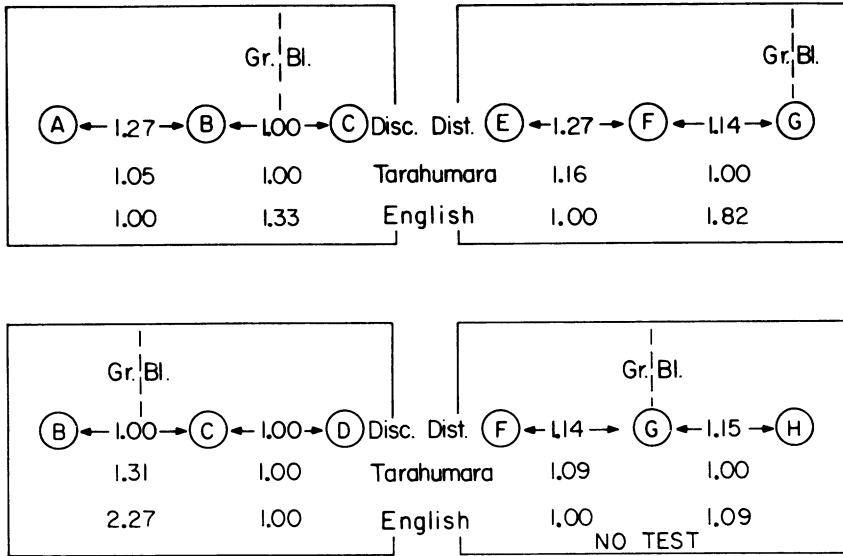 Gr. Bl. Gr. Bl.
A 1.27 B 1.00 C Disc. Dist. E 1.27 F 1.14 G
1.05 1.00 Tarahumara 1.16 1.00
1.00 1.33 English 1.00 1.82
Gr. Bl. Gr. Bl.
B 1.00 C 1.00 D Disc. Dist. F 1.14 G 1.15 H
1.31 1.00 Tarahumara 1.09 1.00
2.27 1.00 English 1.00 1.09
NO TEST